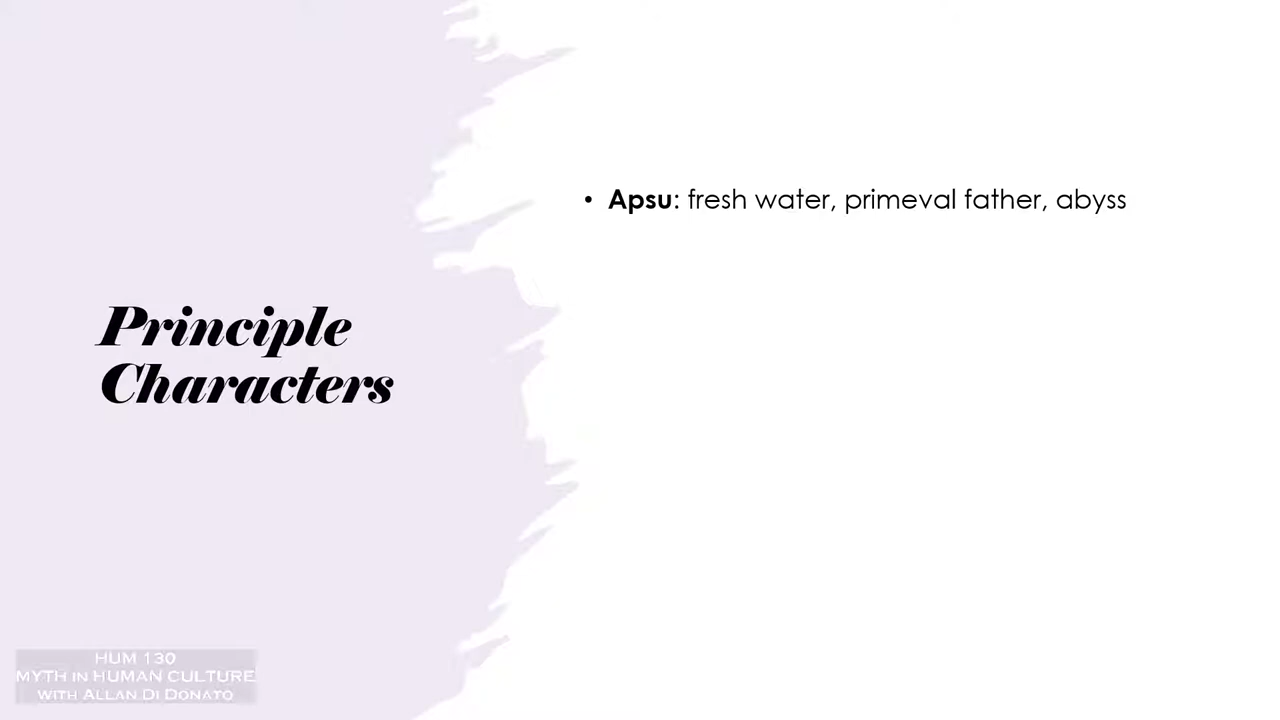 • Apsu: fresh water, primeval father, abyss
Principle
Characters
HUM 130
MYTH in HUMAN CULTURE
WITH ALLAN DI DONATO